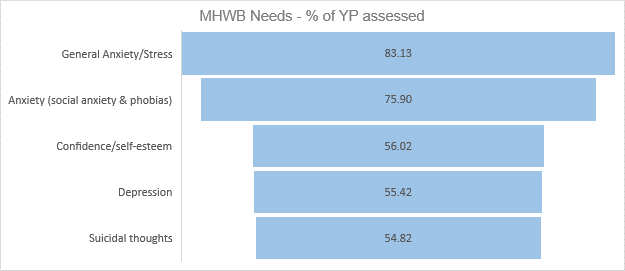 MHWB Needs - % of YP assessed
General Anxiety/Stress 83.13
Anxiety (social anxiety & phobias) 75.90
Confidence/self-esteem 56.02
Depression 55.42
Suicidal thoughts 54.82